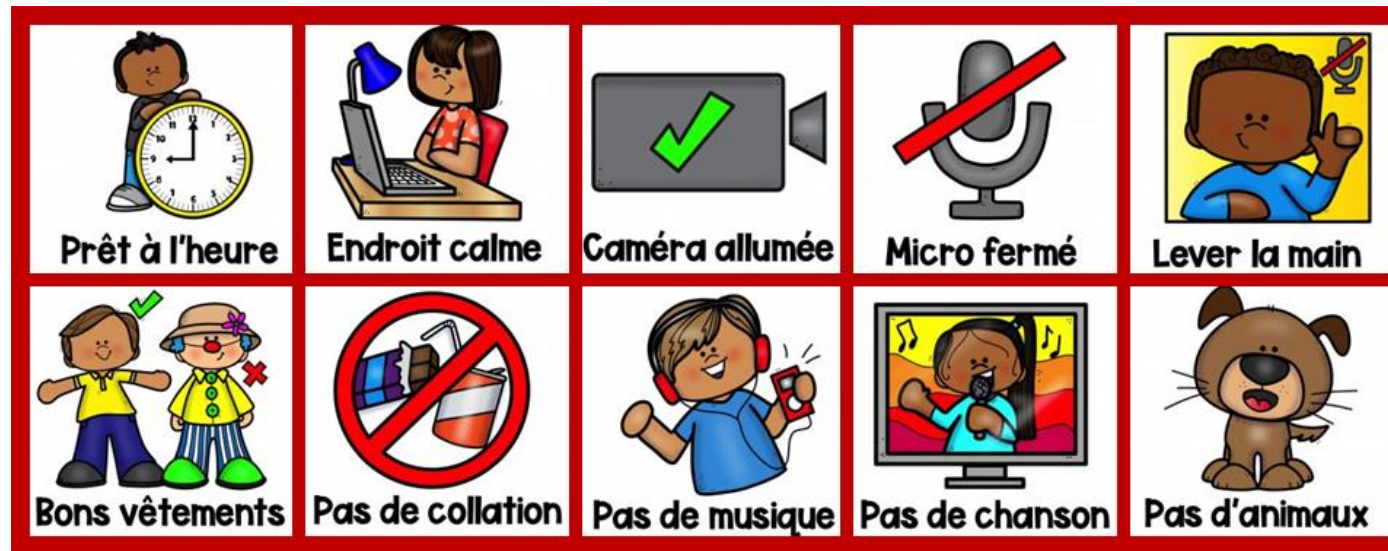 Prêt à l'heure
Endroit calme
Caméra allumée
Micro fermé
Lever la main
Bons vêtements
Pas de collation
Pas de musique
Pas de chanson
Pas d'animaux